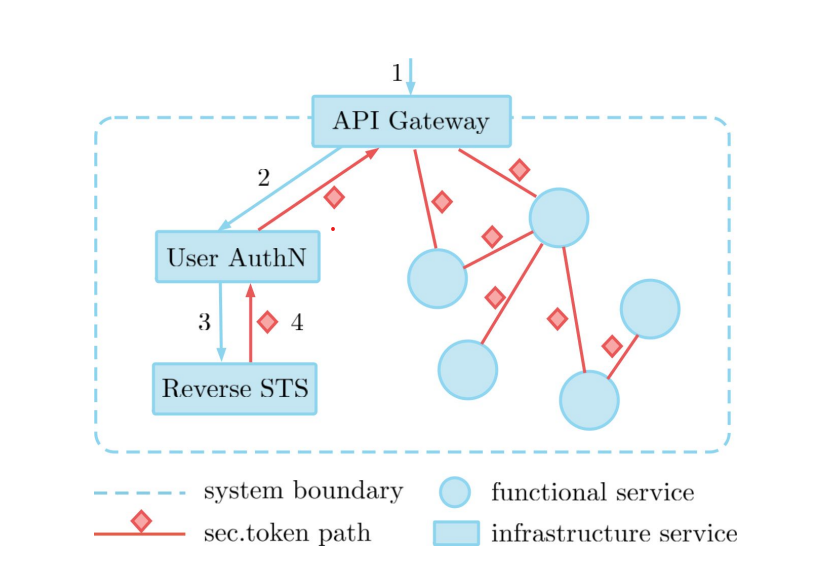 1
API Gateway
2
User AuthN
3
4
Reverse STS
system boundary
functional service
sec.token path
infrastructure service